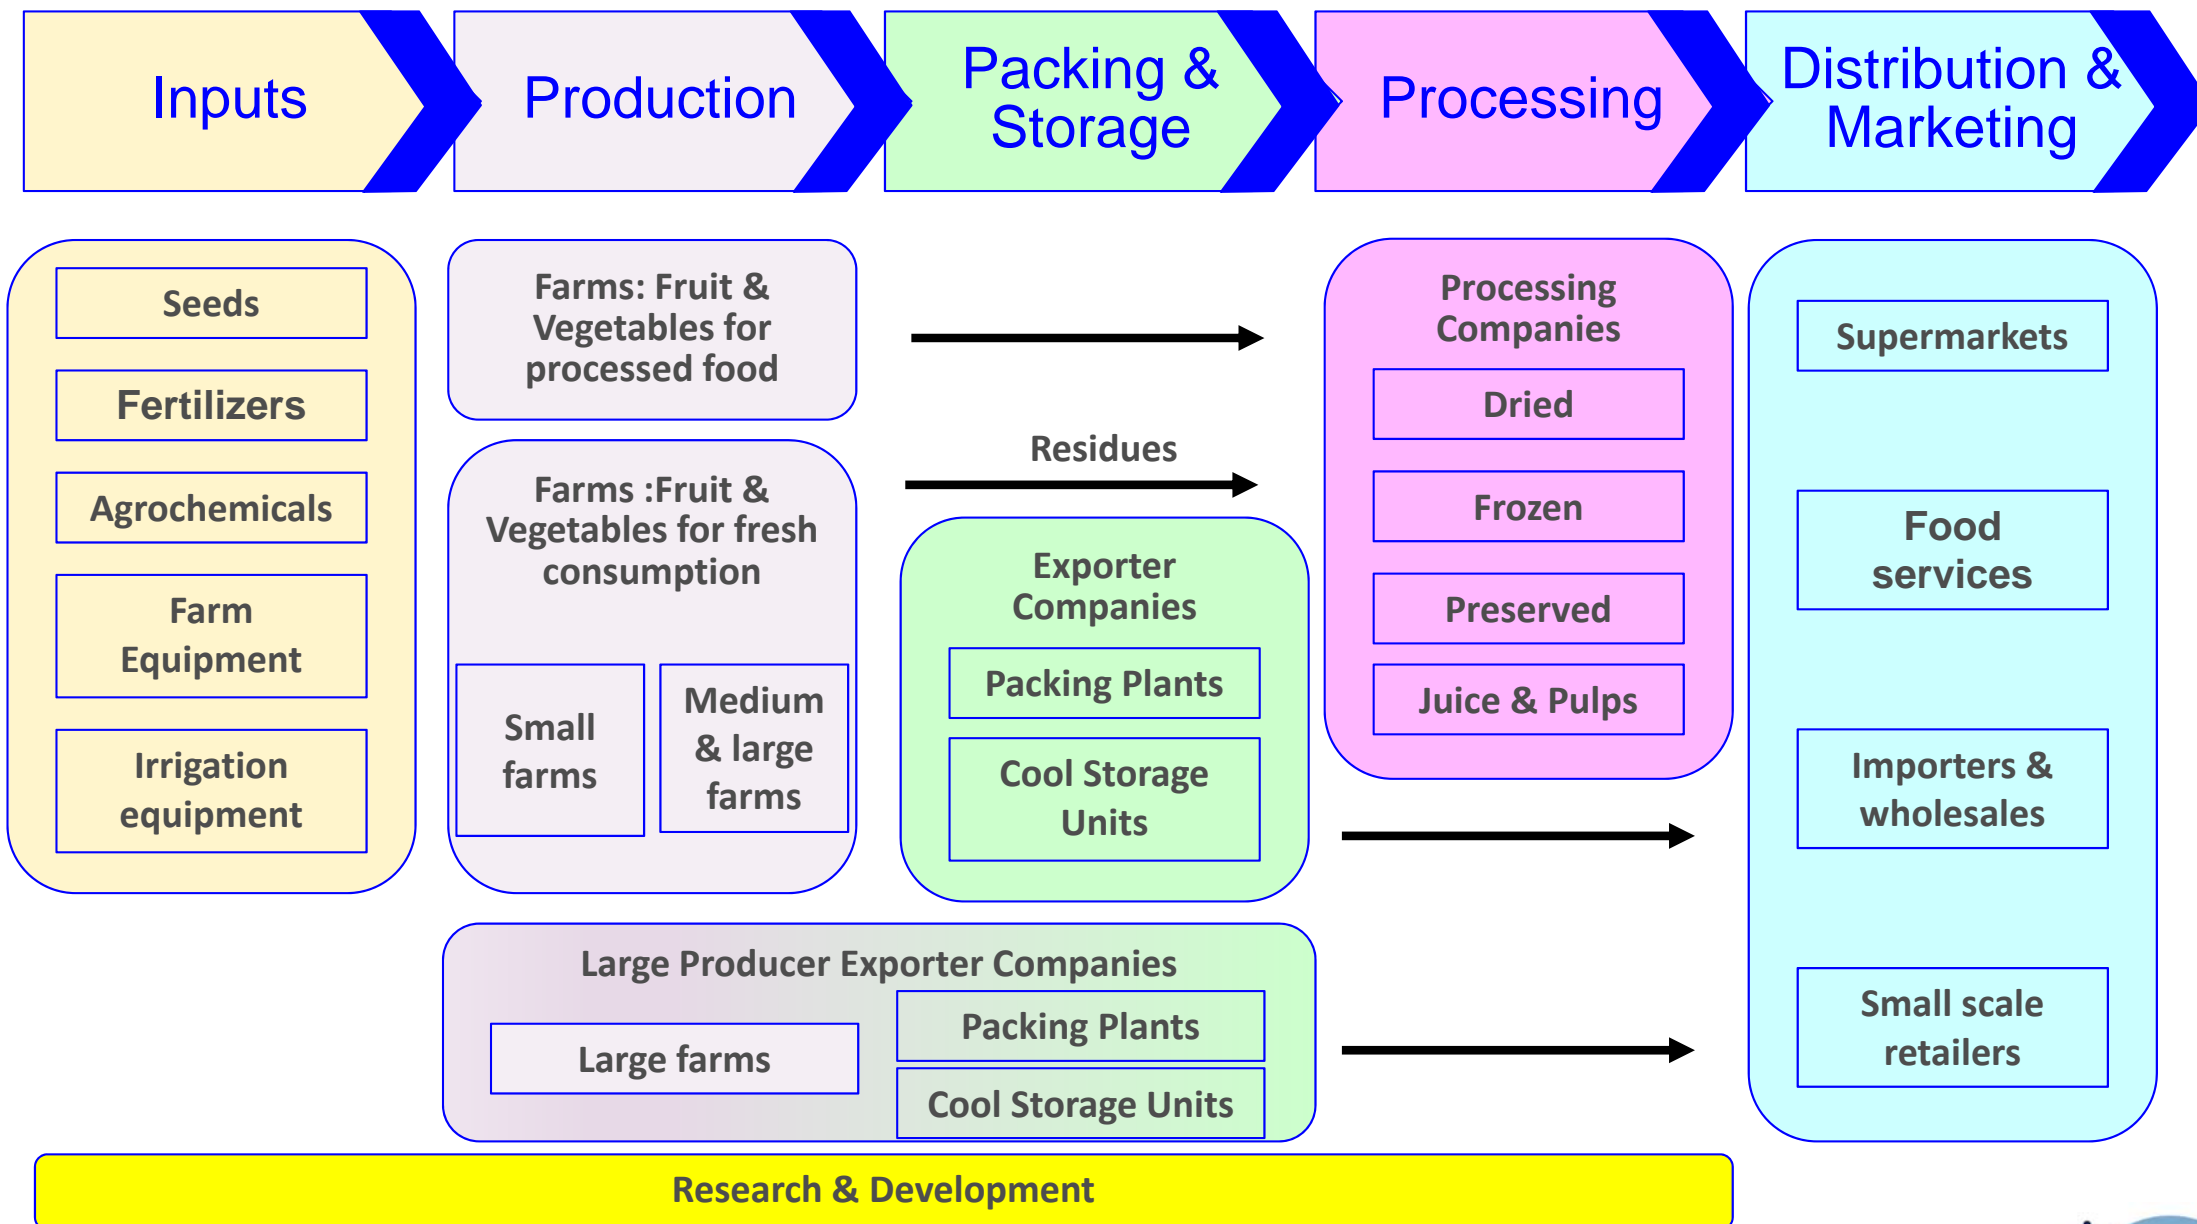 Inputs
Production
Packing &
Storage
Processing
Distribution &
Marketing
Seeds
Fertilizers
Agrochemicals
Farm
Equipment
Irrigation
equipment
Farms: Fruit &
Vegetables for
processed food
Farms :Fruit &
Vegetables for fresh
consumption
Small
farms
Medium
& large
farms
Residues
Exporter
Companies
Packing Plants
Cool Storage
Units
Processing
Companies
Dried
Frozen
Preserved
Juice & Pulps
Supermarkets
Food
services
Importers &
wholesales
Small scale
retailers
Large Producer Exporter Companies
Large farms
Packing Plants
Cool Storage Units
Research & Development